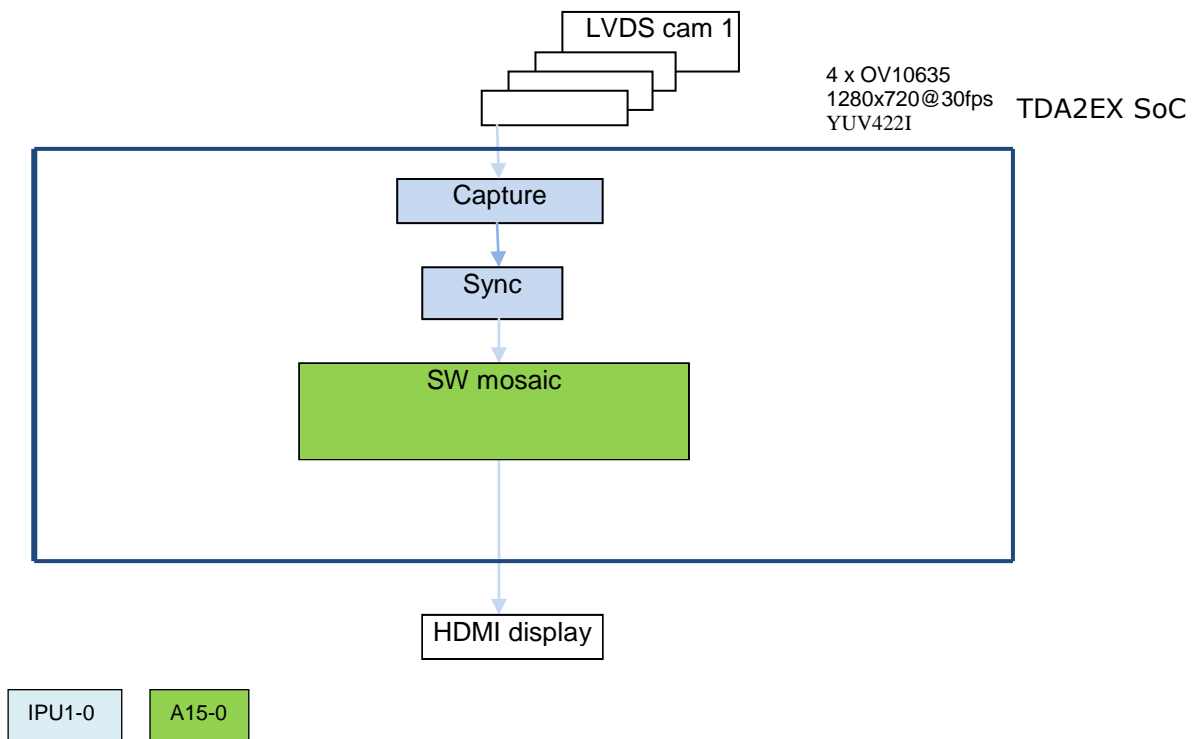 LVDS cam 1
4 x OV10635
1280x720@30fps
YUV422I
TDA2EX SoC
Capture
Sync
SW mosaic
HDMI display
IPU1-0
A15-0